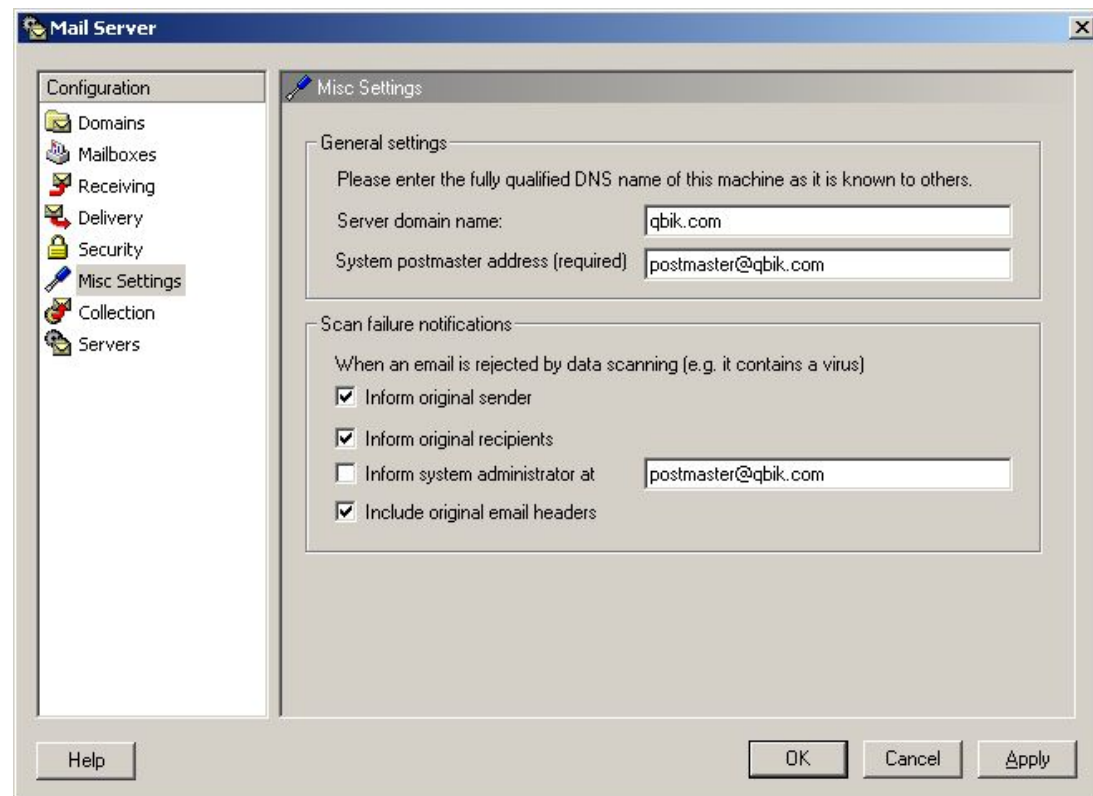 Mail Server
Configuration
Domains
Mailboxes
Receiving
Delivery
Security
Misc Settings
Collection
Servers
Misc Settings
General settings
Please enter the fully qualified DNS name of this machine as it is known to others.
Server domain name: qbik.com
System postmaster address (required) postmaster@qbik.com
Scan failure notifications
When an email is rejected by data scanning (e.g. it contains a virus)
Inform original sender
Inform original recipients
Inform system administrator at postmaster@qbik.com
Include original email headers
Help OK Cancel Apply